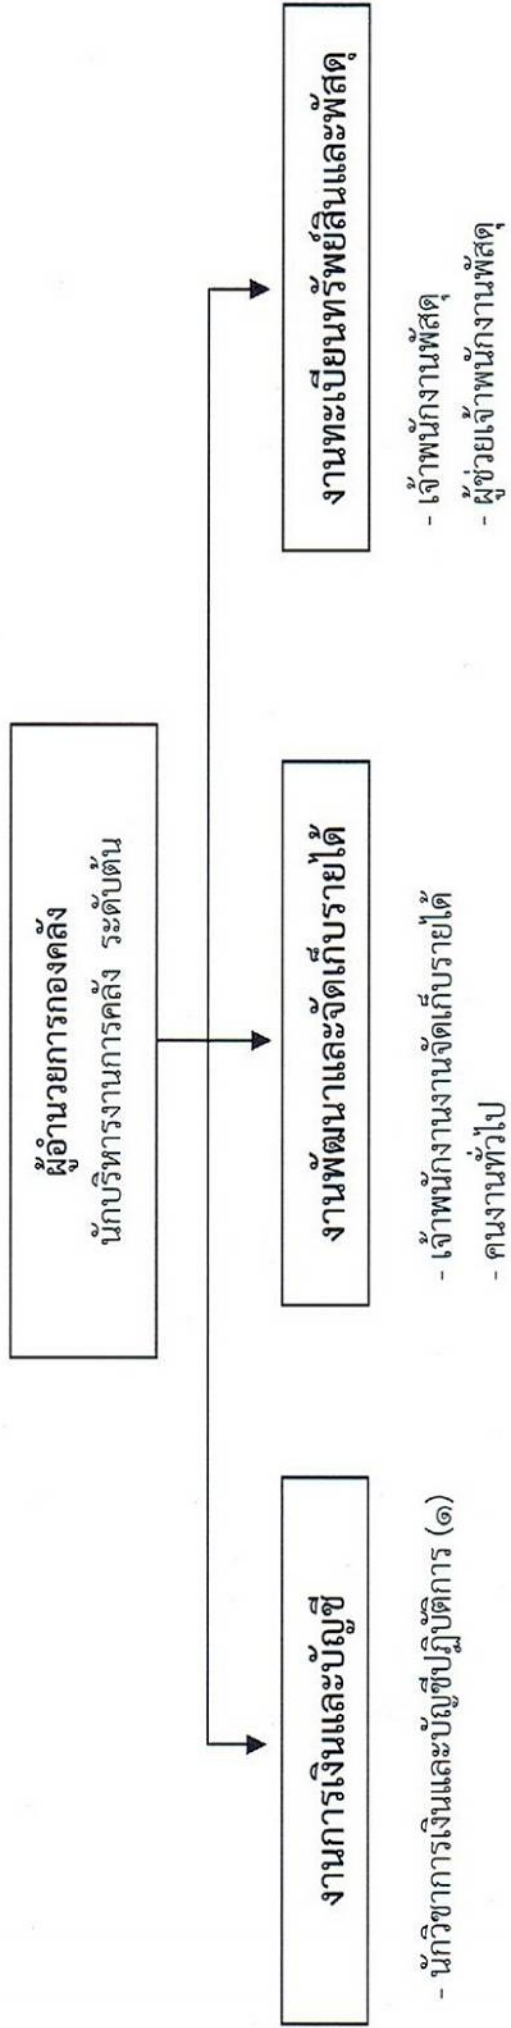 ผู้อำนวยการกองคลัง
นักบริหารงานการคลัง ระดับต้น
งานการเงินและบัญชี
- นักวิชาการเงินและบัญชีปฏิบัติการ (๑)
งานพัฒนาและจัดเก็บรายได้
- เจ้าพนักงานงานจัดเก็บรายได้
- คนงานทั่วไป
งานทะเบียนทรัพย์สินและพัสดุ
- เจ้าพนักงานพัสดุ
- ผู้ช่วยเจ้าพนักงานพัสดุ